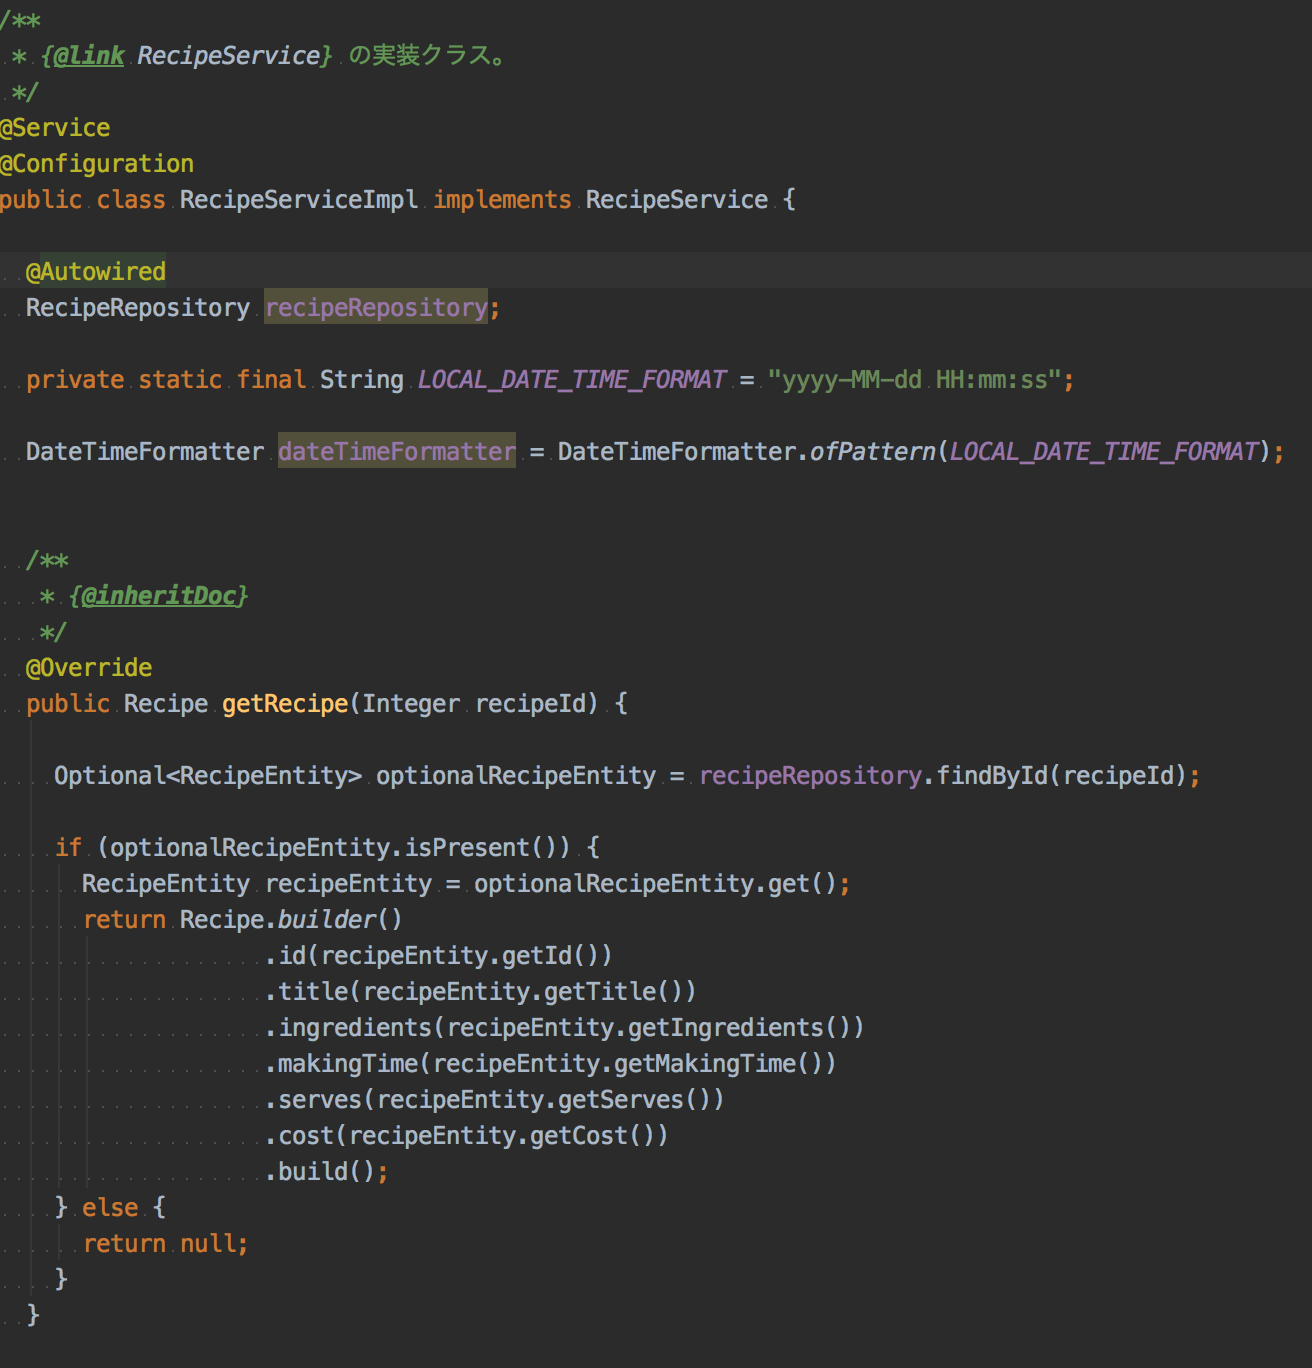 /**
 * {@link RecipeService} の実装クラス。
 */
@Service
@Configuration
public class RecipeServiceImpl implements RecipeService {
  @Autowired
  RecipeRepository recipeRepository;
  private static final String LOCAL_DATE_TIME_FORMAT = "yyyy-MM-dd HH:mm:ss";
  DateTimeFormatter dateTimeFormatter = DateTimeFormatter.ofPattern(LOCAL_DATE_TIME_FORMAT);
  /**
   * {@inheritDoc}
   */
  @Override
  public Recipe getRecipe(Integer recipeId) {
    Optional<RecipeEntity> optionalRecipeEntity = recipeRepository.findById(recipeId);
    if (optionalRecipeEntity.isPresent()) {
      RecipeEntity recipeEntity = optionalRecipeEntity.get();
      return Recipe.builder()
                   .id(recipeEntity.getId())
                   .title(recipeEntity.getTitle())
                   .ingredients(recipeEntity.getIngredients())
                   .makingTime(recipeEntity.getMakingTime())
                   .serves(recipeEntity.getServes())
                   .cost(recipeEntity.getCost())
                   .build();
    } else {
      return null;
    }
  }